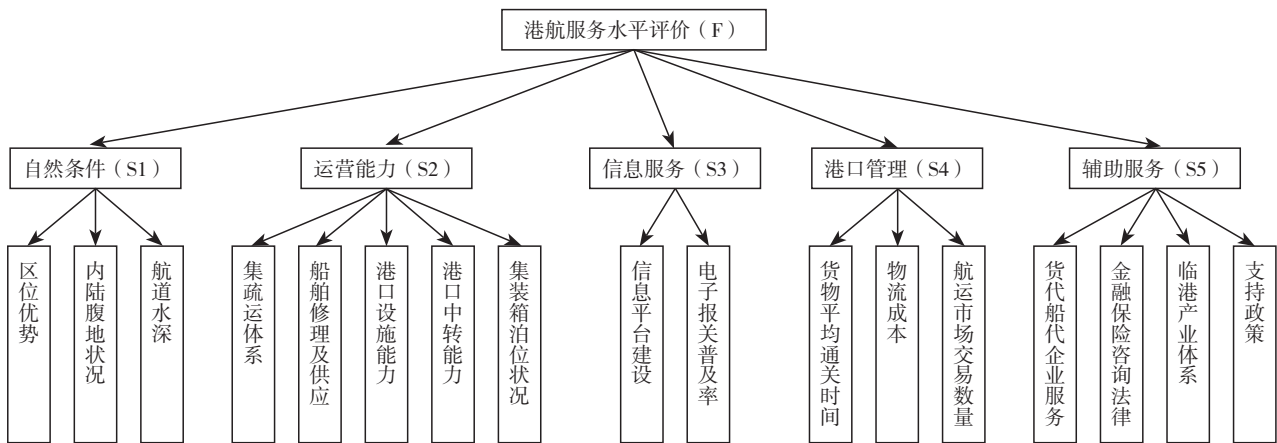 港航服务水平评价（F）
自然条件（S1）
运营能力（S2）
信息服务（S3）
港口管理（S4）
辅助服务（S5）
区位优势
内陆腹地状况
航道水深
集疏运体系
船舶修理及供应
港口设施能力
港口中转能力
集装箱泊位状况
信息平台建设
电子报关普及率
货物平均通关时间
物流成本
航运市场交易数量
货代船代企业服务
金融保险咨询法律
临港产业体系
支持政策